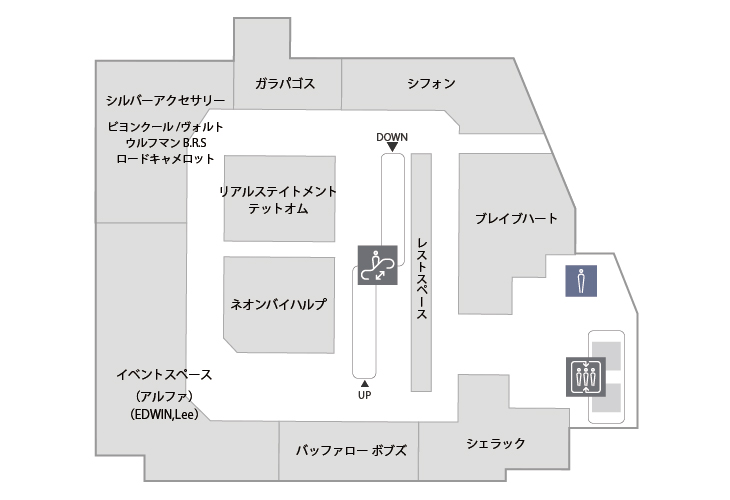 ガラパゴス
シフォン
シルバーアクセサリー
ビヨンクール/ヴォルト
ウルフマン B.R.S
ロードキャメロット
DOWN
リアルステイトメント
テットオム
ブレイブハート
レストスペース
ネオンバイハルプ
イベントスペース
（アルファ）
（EDWIN,Lee）
UP
バッファロー ボブズ
シェラック